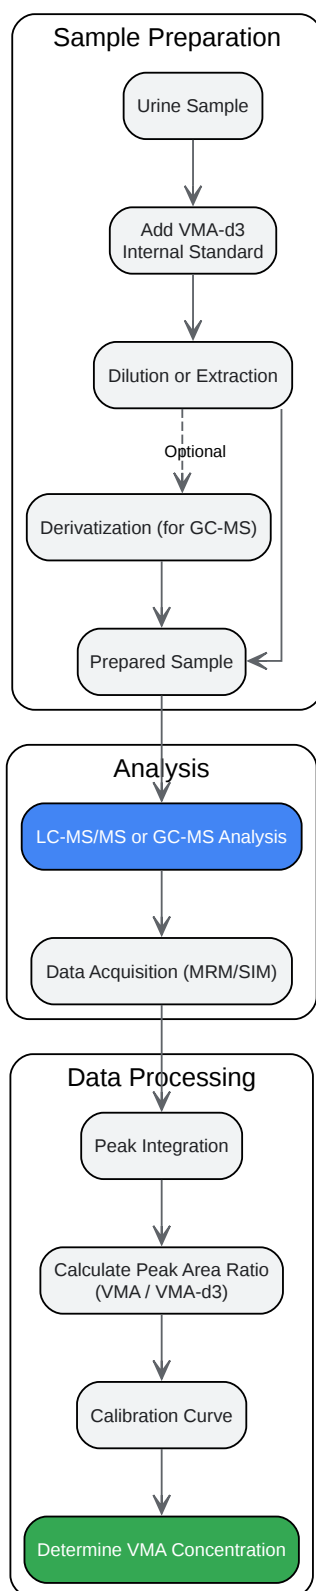 Sample Preparation
Urine Sample
Add VMA-d3
Internal Standard
Dilution or Extraction
Optional
Derivatization (for GC-MS)
Prepared Sample
Analysis
LC-MS/MS or GC-MS Analysis
Data Acquisition (MRM/SIM)
Data Processing
Peak Integration
Calculate Peak Area Ratio
(VMA / VMA-d3)
Calibration Curve
Determine VMA Concentration